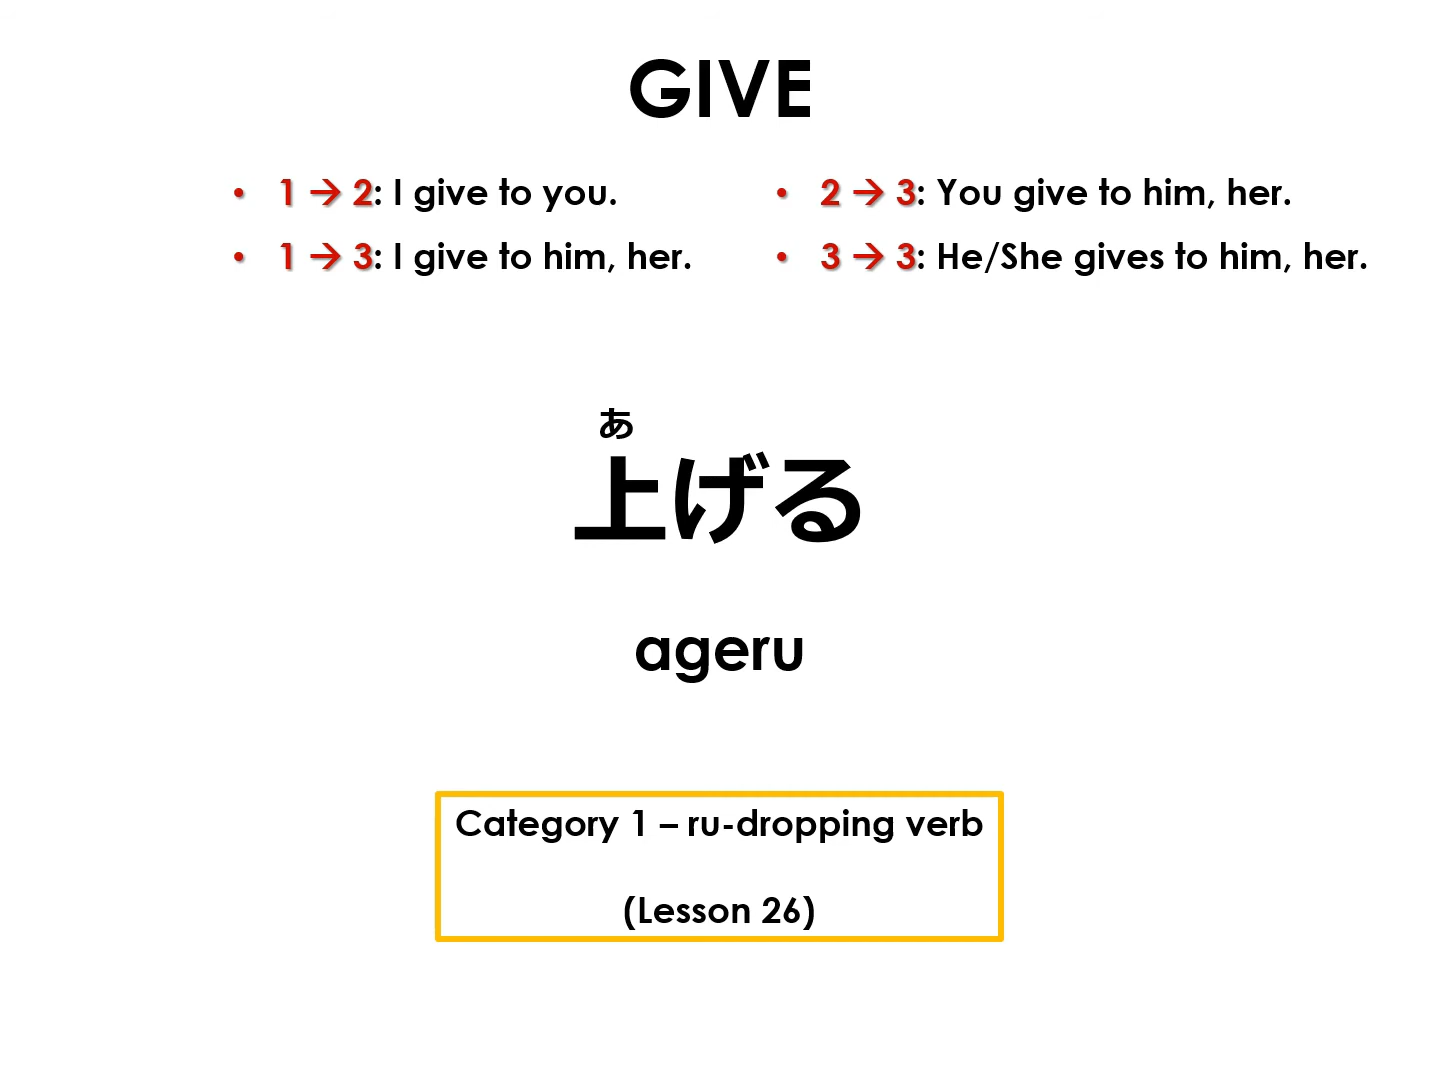 GIVE
• 1 → 2: I give to you.
• 1 → 3: I give to him, her.
• 2 → 3: You give to him, her.
• 3 → 3: He/She gives to him, her.
あ
上げる
ageru
Category 1 – ru-dropping verb
(Lesson 26)